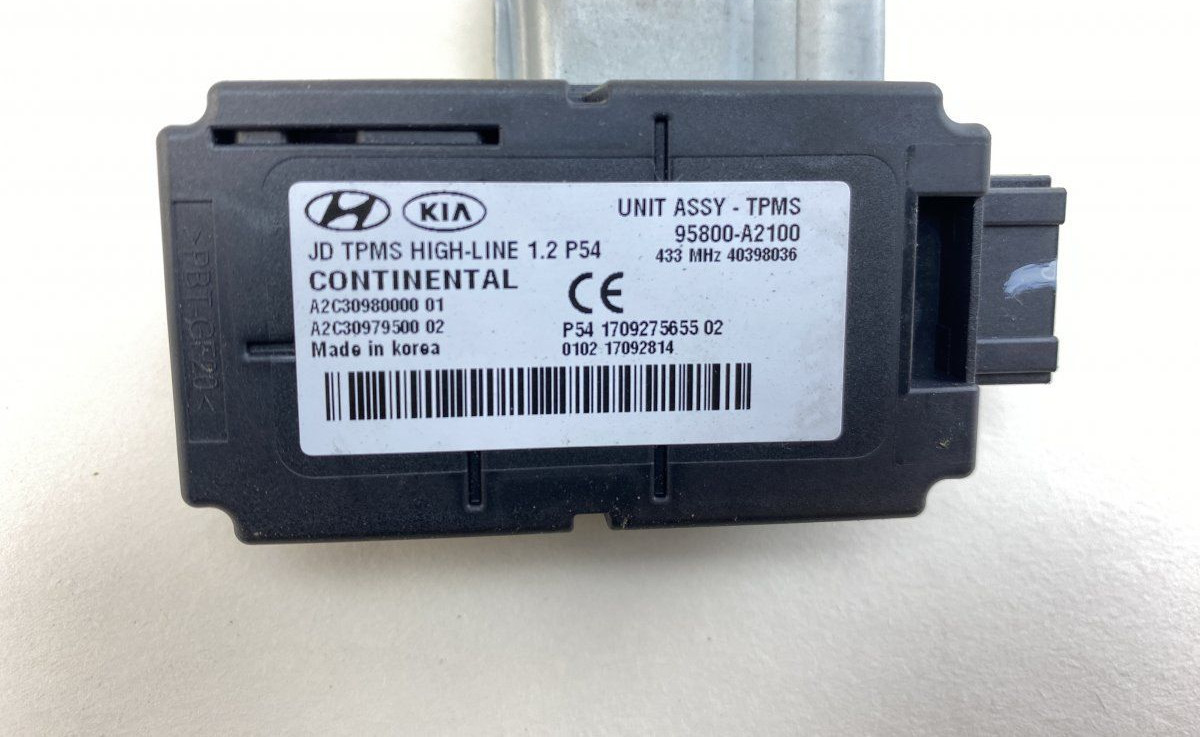 KIA
UNIT ASSY - TPMS
95800-A2100
433 MHz 40398036
JD TPMS HIGH-LINE 1.2 P54
CONTINENTAL
CE
A2C30980000 01
A2C30979500 02
Made in korea
P54 1709275655 02
0102 17092814